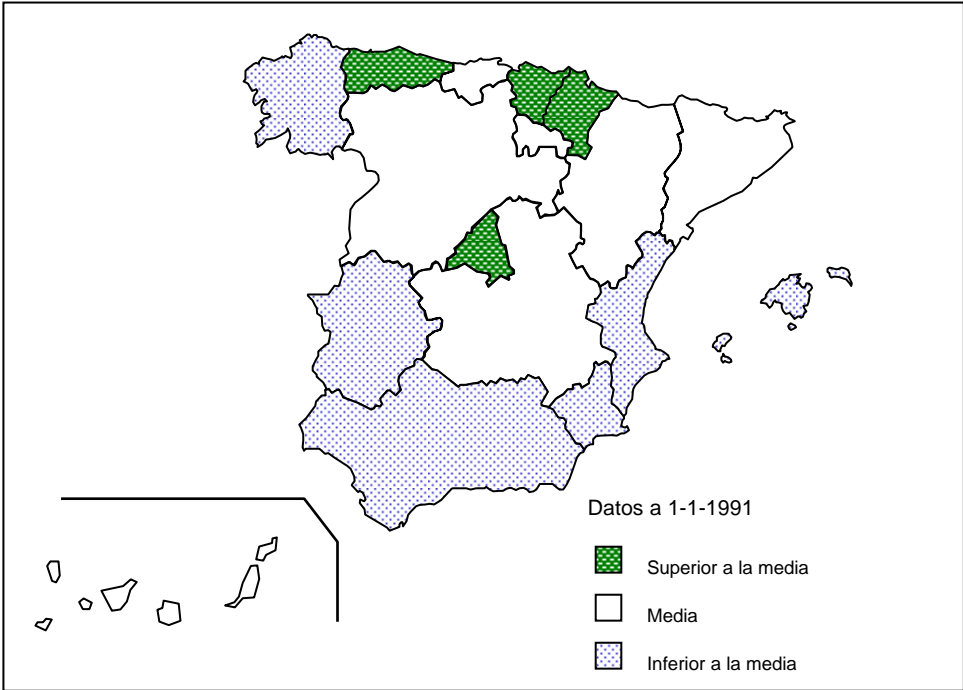 Datos a 1-1-1991
Superior a la media
Media
Inferior a la media